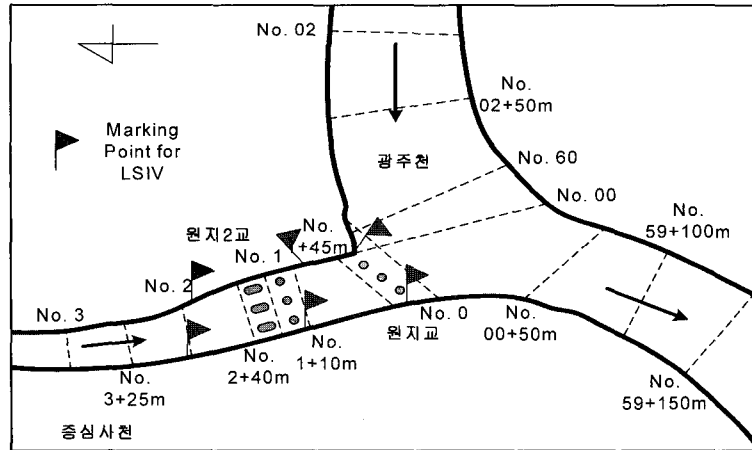 No. 02
No.
02+50m
Marking
Point for
LSIV
광주천
No. 60
No. 00
원지2교
No.
+45m
No.
59+100m
No. 1
No. 2
No. 3
No. 0
원지교
No.
00+50m
No.
1+10m
No.
2+40m
No.
3+25m
No.
59+150m
증심사천